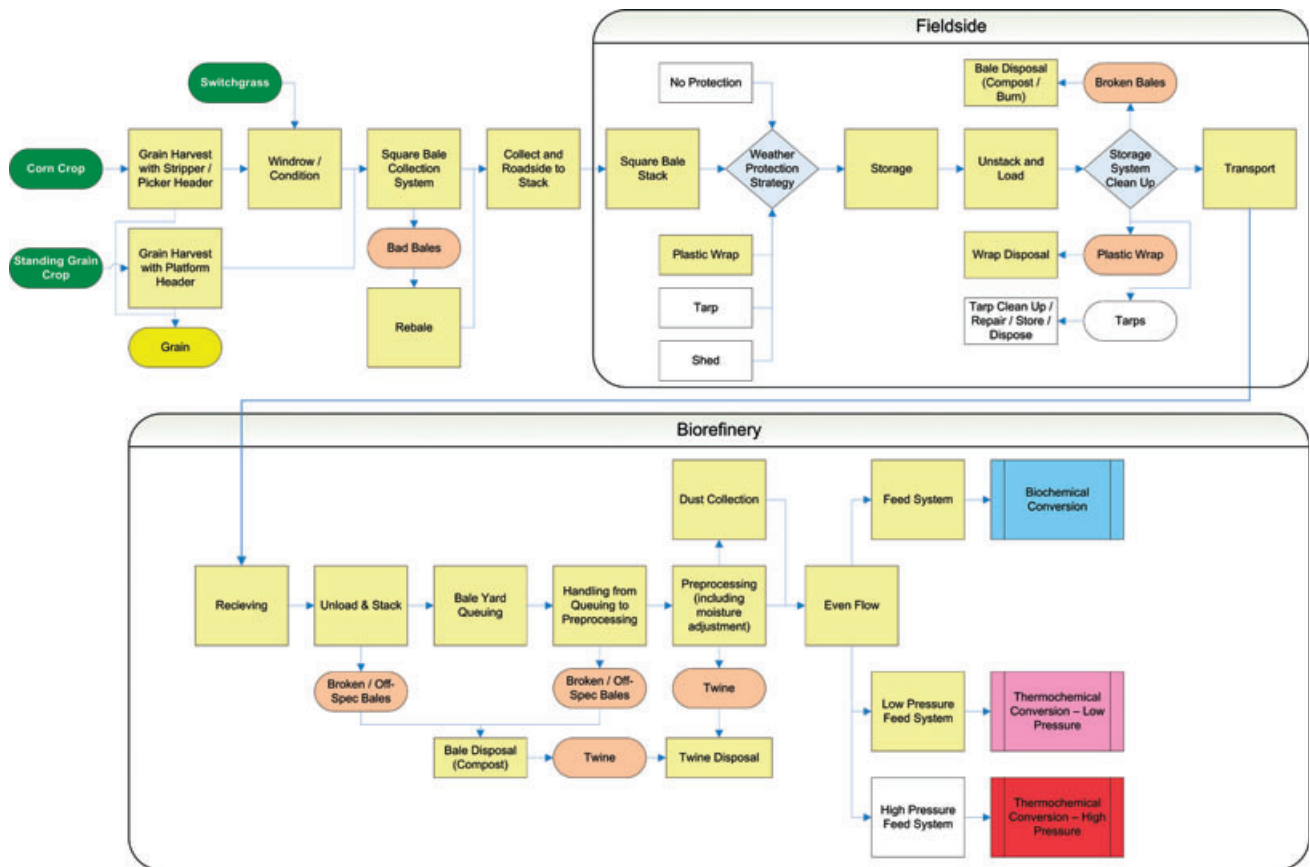 Fieldside
Switchgrass
No Protection
Bale Disposal
(Compost /
Burn)
Broken Bales
Corn Crop
Grain Harvest
with Stripper /
Picker Header
Windrow /
Condition
Square Bale
Collection
System
Collect and
Roadside to
Stack
Square Bale
Stack
Weather
Protection
Strategy
Storage
Unstack and
Load
Storage
System
Clean Up
Transport
Standing Grain
Crop
Grain Harvest
with Platform
Header
Bad Bales
Plastic Wrap
Wrap Disposal
Plastic Wrap
Grain
Rebale
Tarp
Tarp Clean Up /
Repair / Store /
Dispose
Tarps
Shed
Biorefinery
Dust Collection
Feed System
Biochemical
Conversion
Recieving
Unload & Stack
Bale Yard
Queuing
Handling from
Queuing to
Preprocessing
Preprocessing
(including
moisture
adjustment)
Even Flow
Broken / Off-
Spec Bales
Broken / Off-
Spec Bales
Twine
Low Pressure
Feed System
Thermochemical
Conversion – Low
Pressure
Bale Disposal
(Compost)
Twine
Twine Disposal
High Pressure
Feed System
Thermochemical
Conversion – High
Pressure